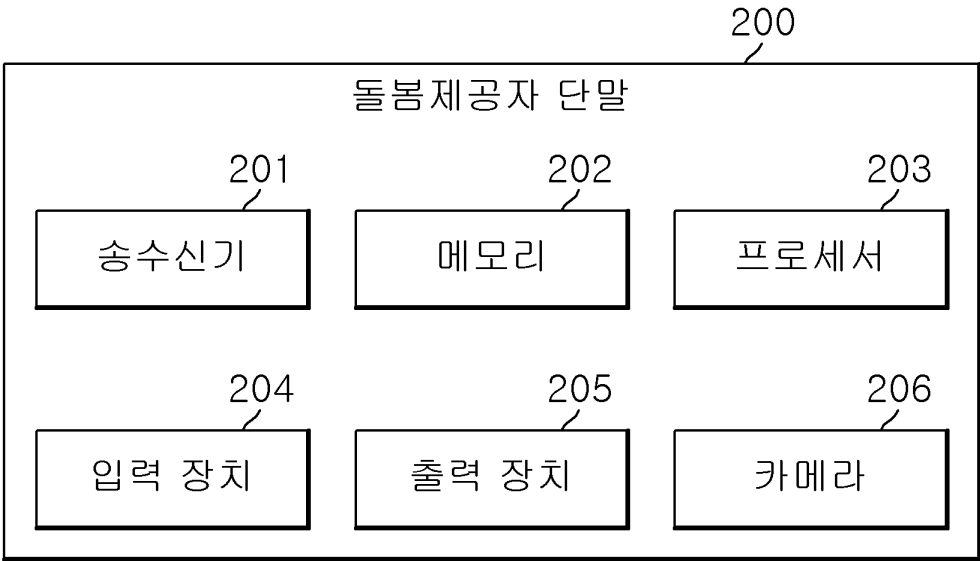 200
돌봄제공자 단말
201 202 203
송수신기 메모리 프로세서
204 205 206
입력 장치 출력 장치 카메라